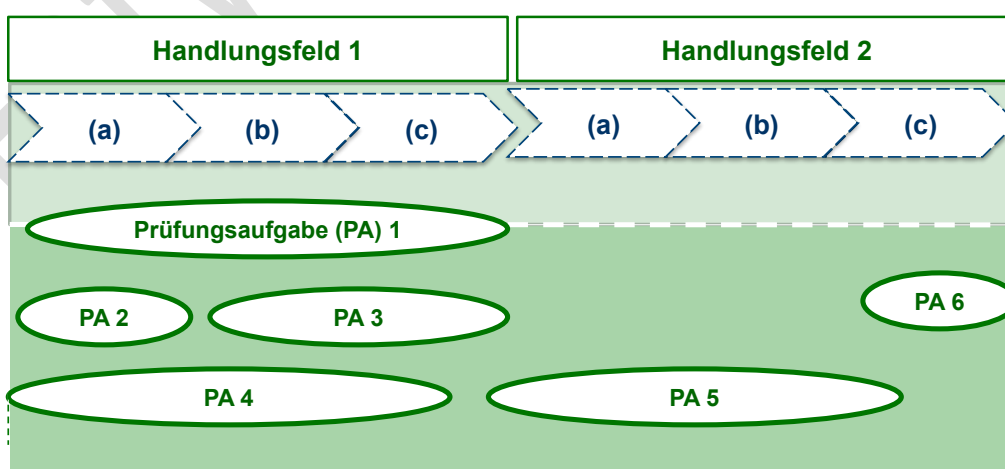 Handlungsfeld 1
Handlungsfeld 2
(a)
(b)
(c)
(a)
(b)
(c)
Prüfungsaufgabe (PA) 1
PA 2
PA 3
PA 6
PA 4
PA 5